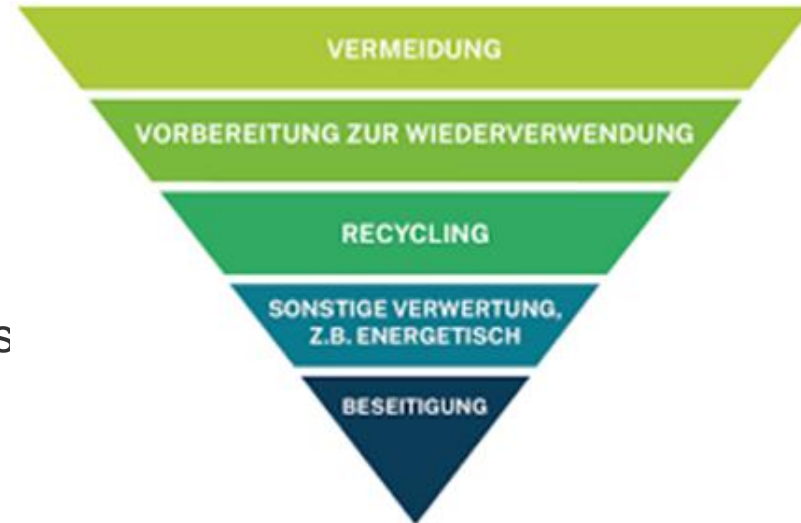 VERMEIDUNG
VORBEREITUNG ZUR WIEDERVERWENDUNG
RECYCLING
s
SONSTIGE VERWERTUNG,
Z.B. ENERGETISCH
BESEITIGUNG